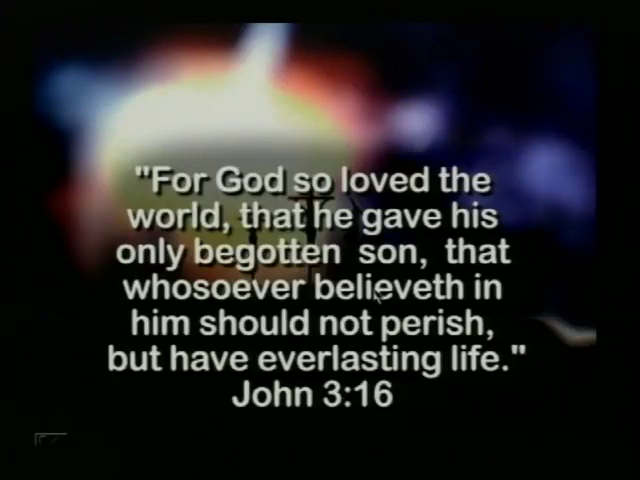 "For God so loved the
world, that he gave his
only begotten son, that
whosoever believeth in
him should not perish,
but have everlasting life."
John 3:16